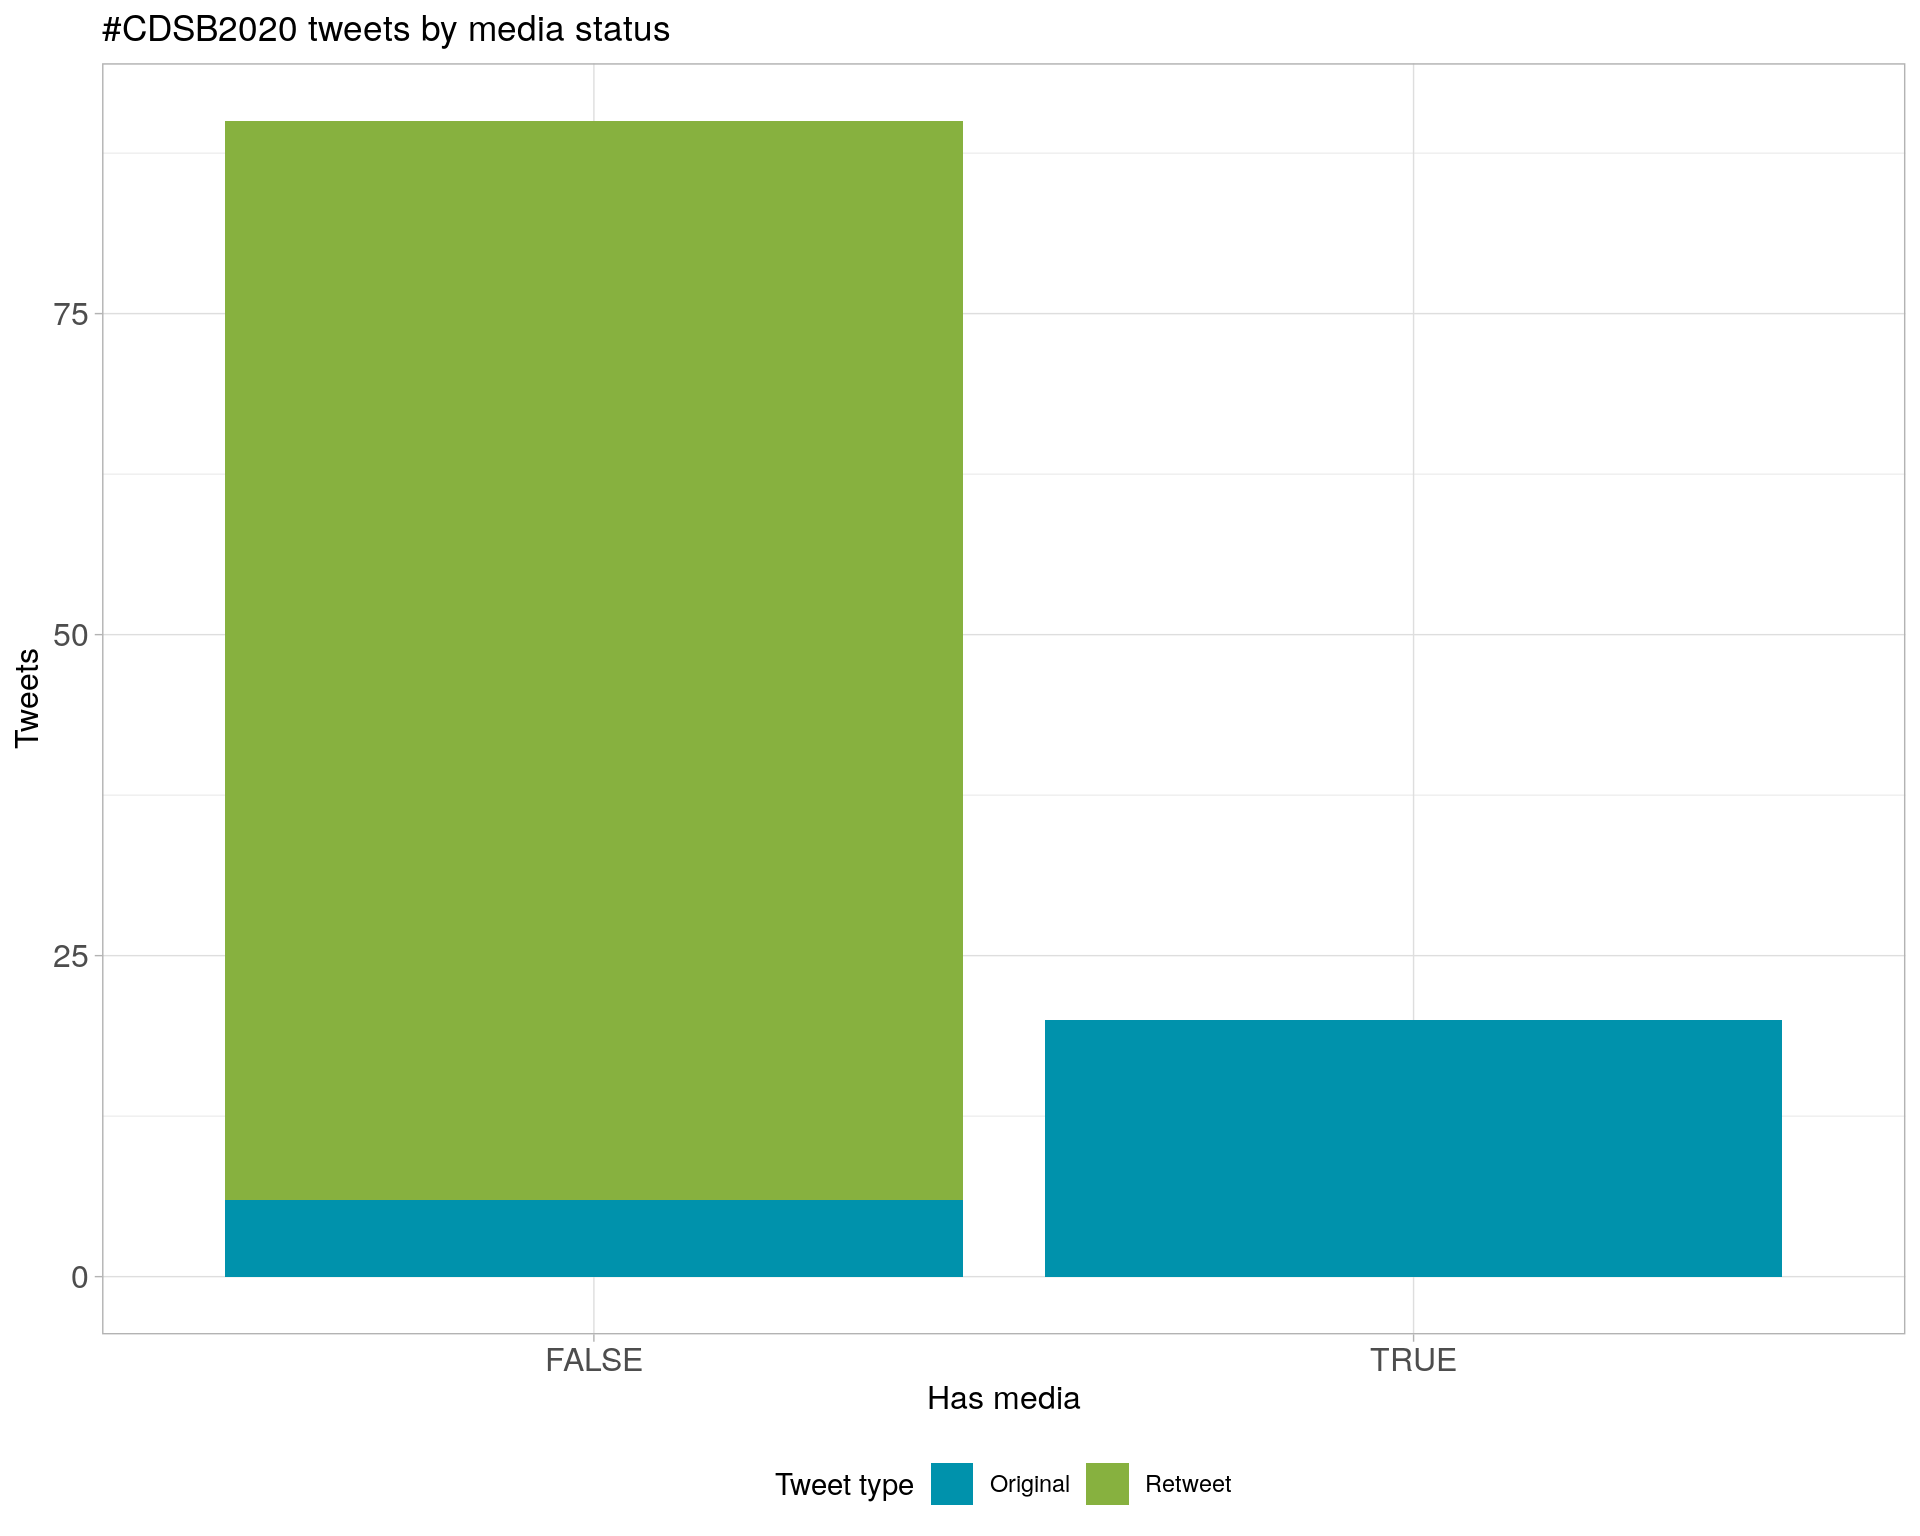 #CDSB2020 tweets by media status
75
50
25
0
Tweets
FALSE TRUE
Has media
Tweet type Original Retweet